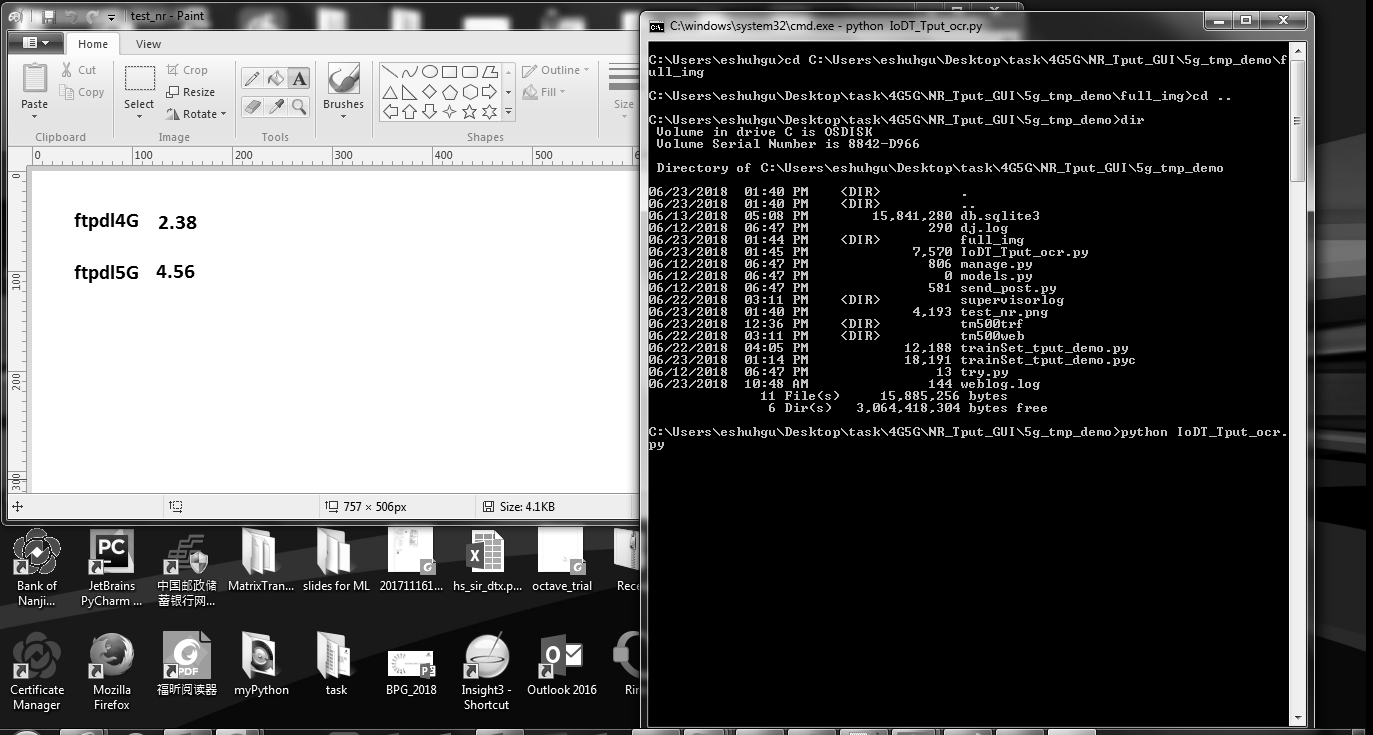 test_nr - Paint
Home View
Paste
Cut
Copy
Clipboard
Select
Crop
Resize
Rotate
Image
Tools
Brushes
Shapes
Outline
Fill
Size
0 100 200 300 400 500
0
100
200
300
ftpdl4G 2.38
ftpdl5G 4.56
757 × 506px
Size: 4.1KB
Bank of
Nanji...
JetBrains
PyCharm ...
中国邮政储
蓄银行网...
MatrixTran...
slides for ML
201711161...
hs_sir_dtx.p...
octave_trial
Rece
Certificate
Manager
Mozilla
Firefox
福昕阅读器
myPython
task
BPG_2018
Insight3 -
Shortcut
Outlook 2016
Rin
C:\windows\system32\cmd.exe - python IoDT_Tput_ocr.py
C:\Users\eshuhgu>cd C:\Users\eshuhgu\Desktop\task\4G5G\NR_Tput_GUI\5g_tmp_demo\f
ull_img
C:\Users\eshuhgu\Desktop\task\4G5G\NR_Tput_GUI\5g_tmp_demo\full_img>cd ..
C:\Users\eshuhgu\Desktop\task\4G5G\NR_Tput_GUI\5g_tmp_demo>dir
Volume in drive C is OSDISK
Volume Serial Number is 8842-D966
Directory of C:\Users\eshuhgu\Desktop\task\4G5G\NR_Tput_GUI\5g_tmp_demo
06/23/2018 01:40 PM <DIR> .
06/23/2018 01:40 PM <DIR> ..
06/13/2018 05:08 PM 15,841,280 db.sqlite3
06/12/2018 06:47 PM 290 dj.log
06/23/2018 01:44 PM <DIR> full_img
06/23/2018 01:45 PM 7,570 IoDT_Tput_ocr.py
06/12/2018 06:47 PM 806 manage.py
06/12/2018 06:47 PM 0 models.py
06/12/2018 06:47 PM 581 send_post.py
06/22/2018 03:11 PM <DIR> supervisorlog
06/23/2018 01:40 PM 4,193 test_nr.png
06/23/2018 12:36 PM <DIR> tm500trf
06/22/2018 03:11 PM <DIR> tm500web
06/22/2018 04:05 PM 12,188 trainSet_tput_demo.py
06/23/2018 01:14 PM 18,191 trainSet_tput_demo.pyc
06/12/2018 06:47 PM 13 try.py
06/23/2018 10:48 AM 144 weblog.log
11 File(s) 15,885,256 bytes
6 Dir(s) 3,064,418,304 bytes free
C:\Users\eshuhgu\Desktop\task\4G5G\NR_Tput_GUI\5g_tmp_demo>python IoDT_Tput_ocr.
py